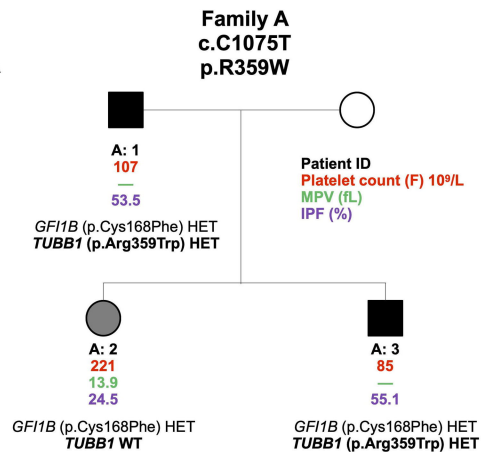 Family A
c.C1075T
p.R359W
A: 1
107
—
53.5
GFI1B (p.Cys168Phe) HET
TUBB1 (p.Arg359Trp) HET
Patient ID
Platelet count (F) 10⁹/L
MPV (fL)
IPF (%)
A: 2
221
13.9
24.5
GFI1B (p.Cys168Phe) HET
TUBB1 WT
A: 3
85
—
55.1
GFI1B (p.Cys168Phe) HET
TUBB1 (p.Arg359Trp) HET